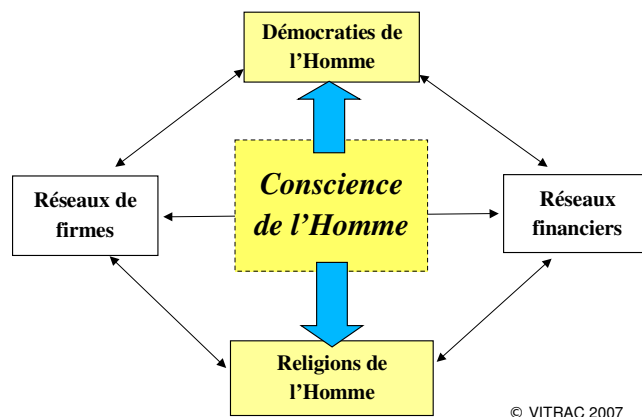 Démocraties de
l'Homme
Conscience
de l'Homme
Réseaux de
firmes
Réseaux
financiers
Religions de
l'Homme
© VITRAC 2007